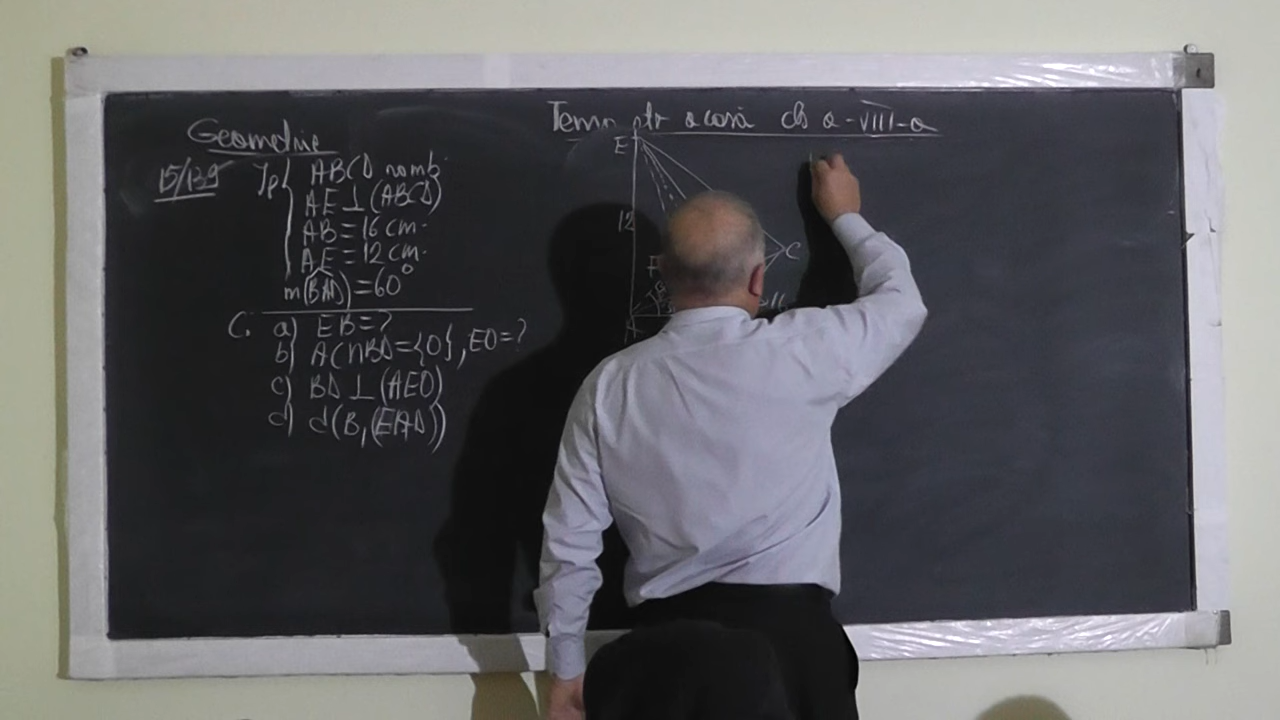 Geometrie
15/139
Ip { ABCD romb
AE ⊥ (ABCD)
AB = 16 cm.
AE = 12 cm.
m(BAD) = 60°
C. a) EB = ?
b) AC ∩ BD = {O}, EO = ?
c) BD ⊥ (AEO)
d) d(B, (EAD))
Tema ptr acasă cls a-VIII-a
E
12
C
F